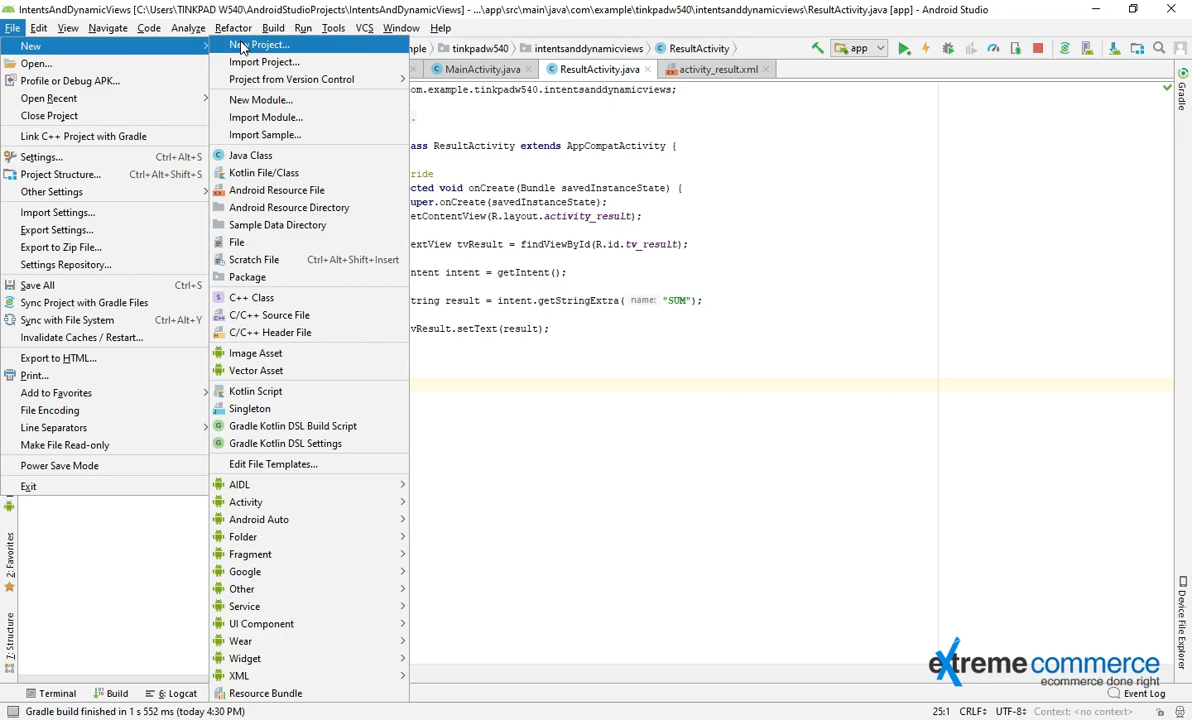 IntentsAndDynamicViews [C:\Users\TINKPAD W540\AndroidStudioProjects\IntentsAndDynamicViews] - ...\app\src\main\java\com\example\tinkpadw540\intentsanddynamicviews\ResultActivity.java [app] - Android Studio
File Edit View Navigate Code Analyze Refactor Build Run Tools VCS Window Help
tinkpadw540 intentsanddynamicviews ResultActivity app
MainActivity.java ResultActivity.java activity_result.xml
New
Open...
Profile or Debug APK...
Open Recent
Close Project
Link C++ Project with Gradle
Settings... Ctrl+Alt+S
Project Structure... Ctrl+Alt+Shift+S
Other Settings
Import Settings...
Export Settings...
Export to Zip File...
Settings Repository...
Save All Ctrl+S
Sync Project with Gradle Files
Sync with File System Ctrl+Alt+Y
Invalidate Caches / Restart...
Export to HTML...
Print...
Add to Favorites
File Encoding
Line Separators
Make File Read-only
Power Save Mode
Exit
New Project...
Import Project...
Project from Version Control
New Module...
Import Module...
Import Sample...
Java Class
Kotlin File/Class
Android Resource File
Android Resource Directory
Sample Data Directory
File
Scratch File Ctrl+Alt+Shift+Insert
Package
C++ Class
C/C++ Source File
C/C++ Header File
Image Asset
Vector Asset
Kotlin Script
Singleton
Gradle Kotlin DSL Build Script
Gradle Kotlin DSL Settings
Edit File Templates...
AIDL
Activity
Android Auto
Folder
Fragment
Google
Other
Service
UI Component
Wear
Widget
XML
Resource Bundle
om.example.tinkpadw540.intentsanddynamicviews;
.
ass ResultActivity extends AppCompatActivity {
ride
cted void onCreate(Bundle savedInstanceState) {
uper.onCreate(savedInstanceState);
etContentView(R.layout.activity_result);
extView tvResult = findViewById(R.id.tv_result);
ntent intent = getIntent();
tring result = intent.getStringExtra( name: "SUM");
vResult.setText(result);
Gradle
Device File Explorer
2: Favorites
7: Structure
extreme commerce
ecommerce done right
Terminal Build 6: Logcat Event Log
Gradle build finished in 1 s 552 ms (today 4:30 PM) 25:1 CRLF UTF-8 Context: <no context>